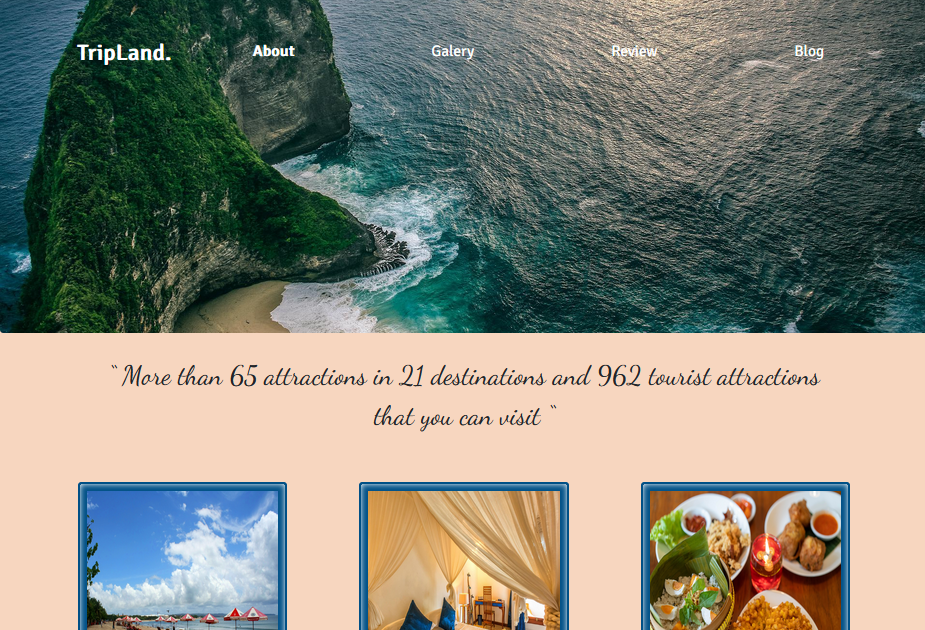 TripLand.
About
Galery
Review
Blog
“ More than 65 attractions in 21 destinations and 962 tourist attractions
that you can visit “